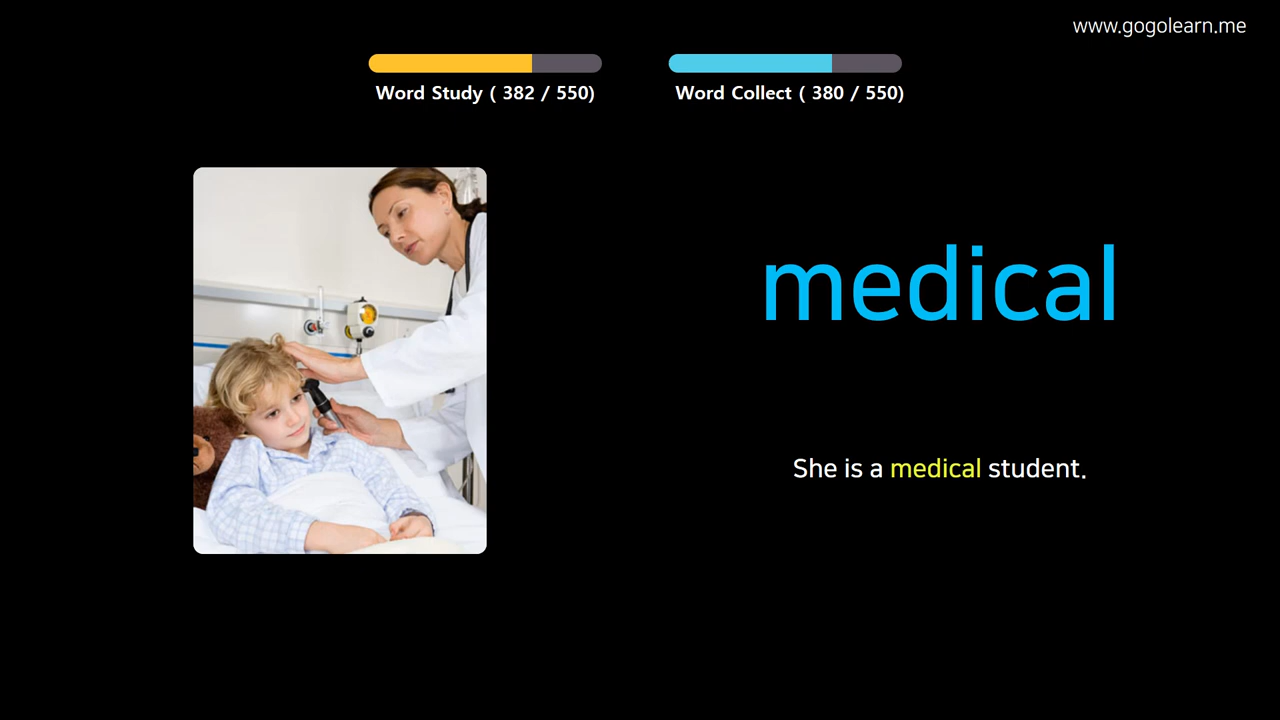 www.gogolearn.me
Word Study ( 382 / 550)
Word Collect ( 380 / 550)
medical
She is a medical student.